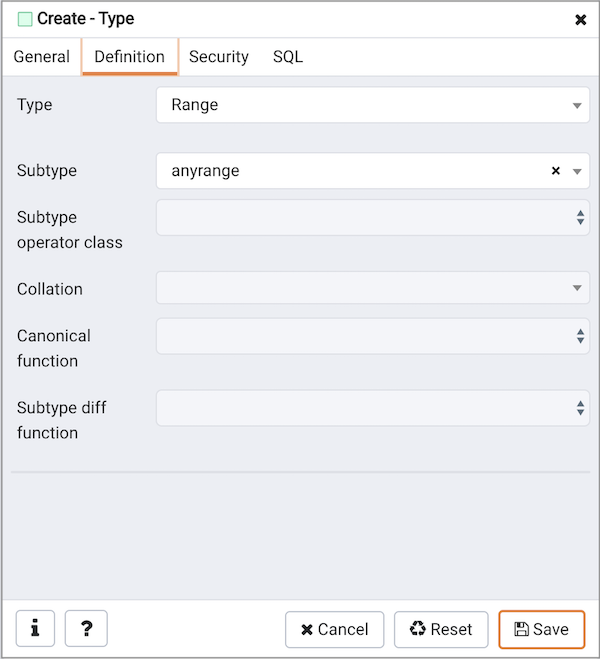 Create - Type
General Definition Security SQL
Type Range
Subtype anyrange
Subtype
operator class
Collation
Canonical
function
Subtype diff
function
i ? Cancel Reset Save